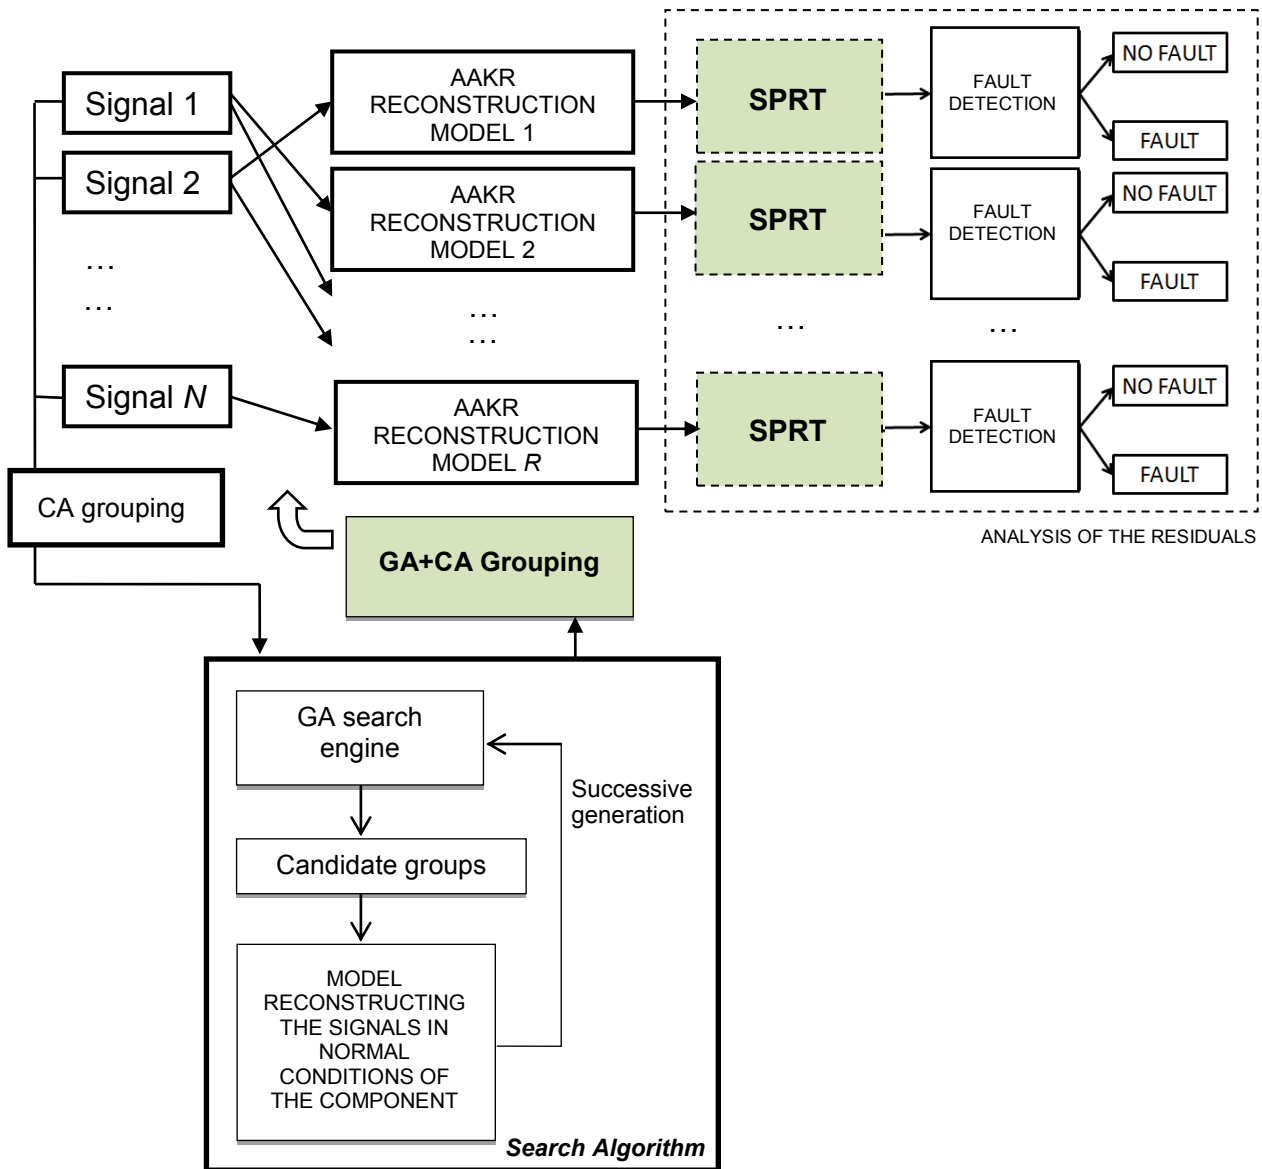 Signal 1
Signal 2
...
...
Signal N
CA grouping
AAKR
RECONSTRUCTION
MODEL 1
AAKR
RECONSTRUCTION
MODEL 2
...
...
AAKR
RECONSTRUCTION
MODEL R
SPRT
SPRT
...
SPRT
FAULT
DETECTION
FAULT
DETECTION
...
FAULT
DETECTION
NO FAULT
FAULT
NO FAULT
FAULT
NO FAULT
FAULT
ANALYSIS OF THE RESIDUALS
GA+CA Grouping
GA search
engine
Successive
generation
Candidate groups
MODEL
RECONSTRUCTING
THE SIGNALS IN
NORMAL
CONDITIONS OF
THE COMPONENT
Search Algorithm